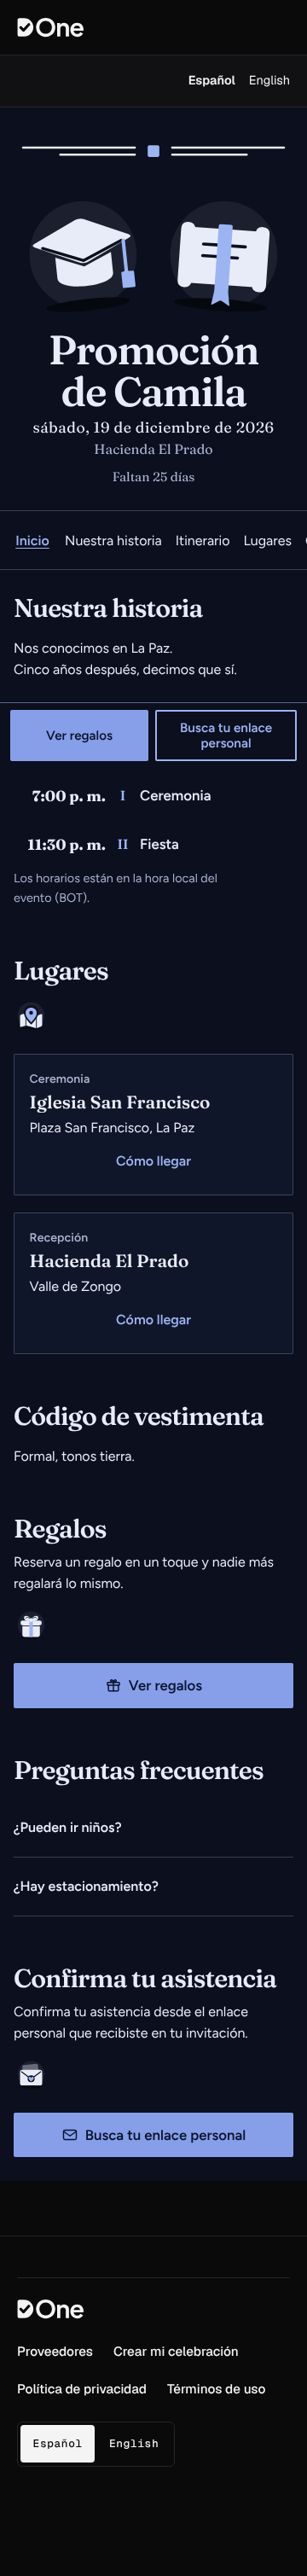 One
Español English
Promoción
de Camila
sábado, 19 de diciembre de 2026
Hacienda El Prado
Faltan 25 días
Inicio Nuestra historia Itinerario Lugares
Nuestra historia
Nos conocimos en La Paz.
Cinco años después, decimos que sí.
Ver regalos
Busca tu enlace
personal
7:00 p. m. I Ceremonia
11:30 p. m. II Fiesta
Los horarios están en la hora local del
evento (BOT).
Lugares
Ceremonia
Iglesia San Francisco
Plaza San Francisco, La Paz
Cómo llegar
Recepción
Hacienda El Prado
Valle de Zongo
Cómo llegar
Código de vestimenta
Formal, tonos tierra.
Regalos
Reserva un regalo en un toque y nadie más
regalará lo mismo.
Ver regalos
Preguntas frecuentes
¿Pueden ir niños?
¿Hay estacionamiento?
Confirma tu asistencia
Confirma tu asistencia desde el enlace
personal que recibiste en tu invitación.
Busca tu enlace personal
One
Proveedores Crear mi celebración
Política de privacidad Términos de uso
Español English